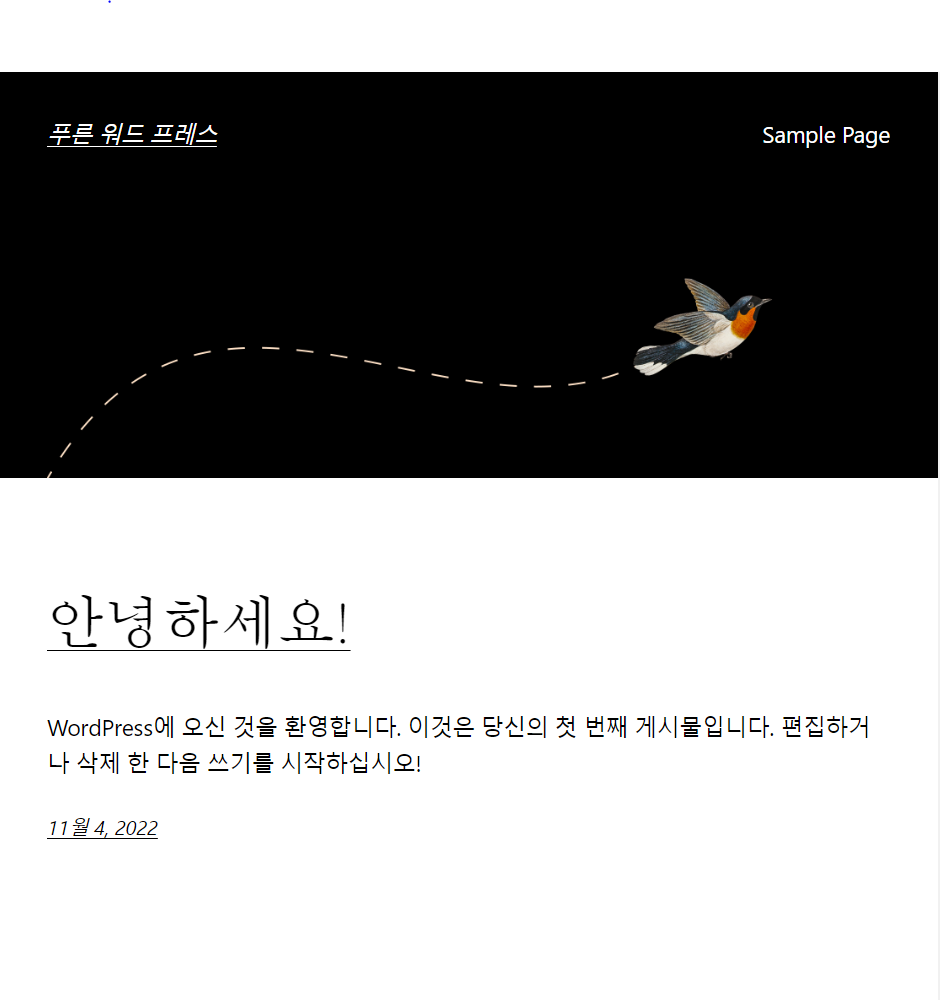 푸른 워드 프레스
Sample Page
안녕하세요!
WordPress에 오신 것을 환영합니다. 이것은 당신의 첫 번째 게시물입니다. 편집하거
나 삭제 한 다음 쓰기를 시작하십시오!
11월 4, 2022